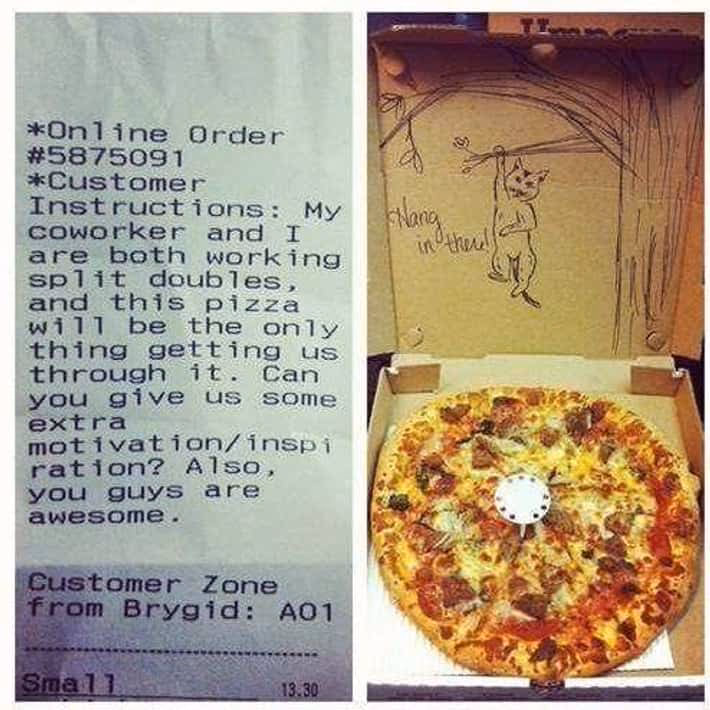 *Online Order
#5875091
*Customer
Instructions: My
coworker and I
are both working
split doubles,
and this pizza
will be the only
thing getting us
through it. Can
you give us some
extra
motivation/inspi
ration? Also,
you guys are
awesome.
Customer Zone
from Brygid: A01
Small
13.30
Hang
in there!